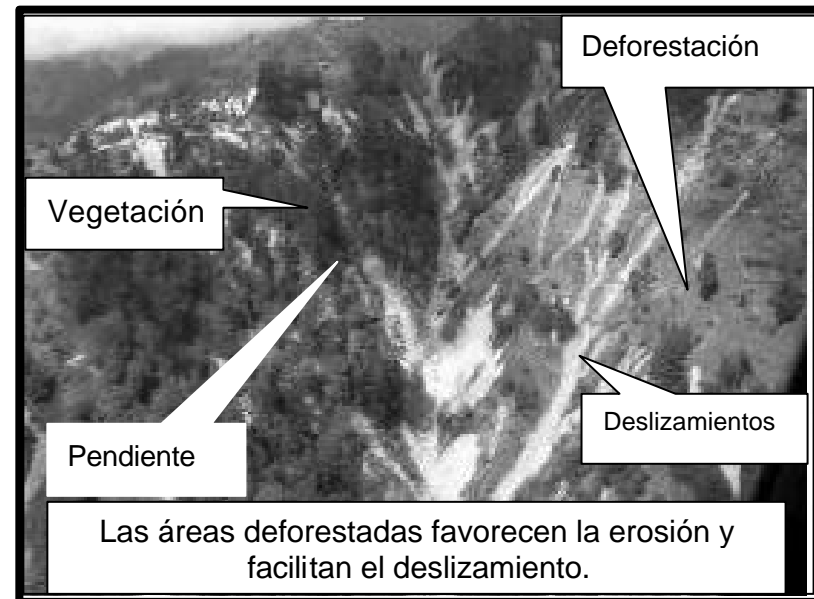 Deforestación
Vegetación
Deslizamientos
Pendiente
Las áreas deforestadas favorecen la erosión y
facilitan el deslizamiento.